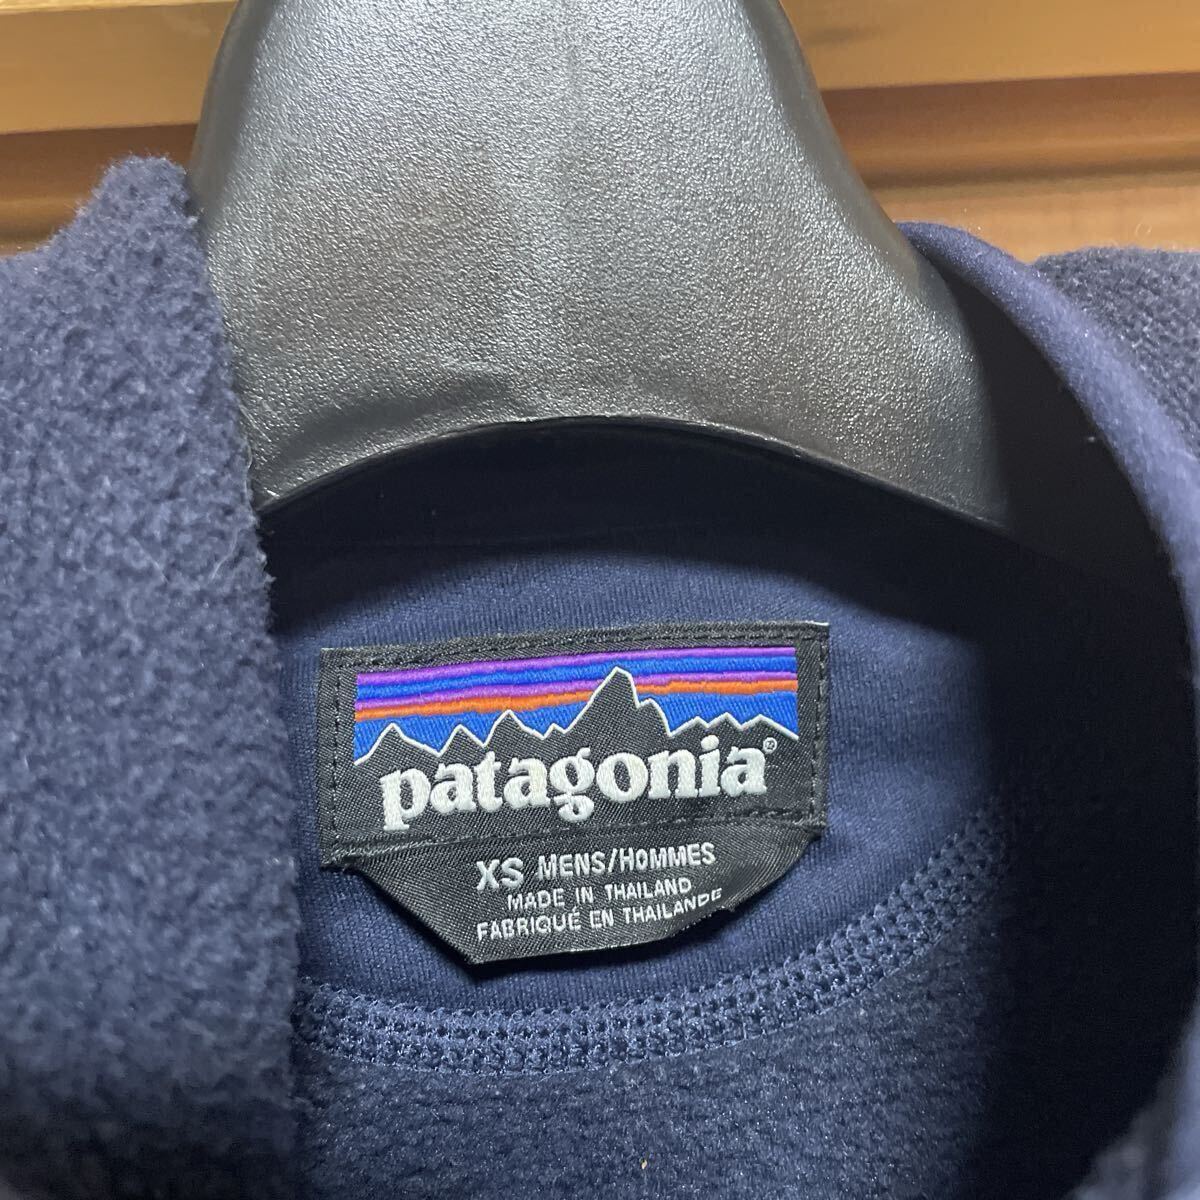 patagonia®
XS MENS/HOMMES
MADE IN THAILAND
FABRIQUÉ EN THAILANDE